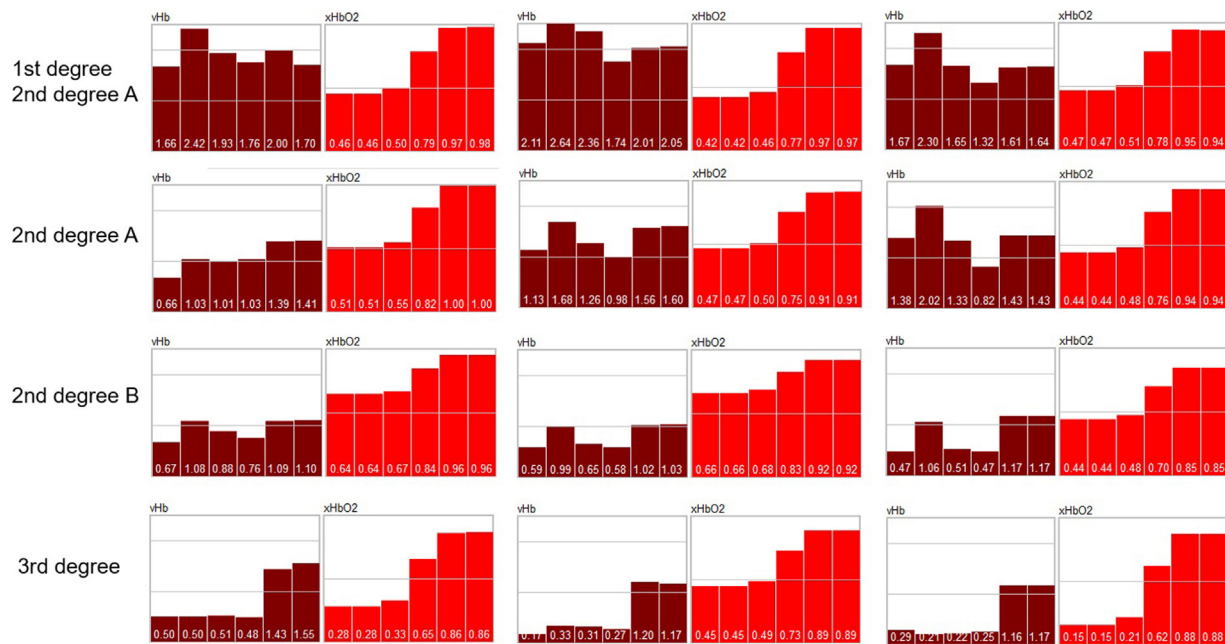 vHb xHbO2 vHb xHbO2 vHb xHbO2
1st degree
2nd degree A
1.66 2.42 1.93 1.76 2.00 1.70 0.46 0.46 0.50 0.79 0.97 0.98 2.11 2.64 2.36 1.74 2.01 2.05 0.42 0.42 0.46 0.77 0.97 0.97 1.67 2.30 1.65 1.32 1.61 1.64 0.47 0.47 0.51 0.78 0.95 0.94
vHb xHbO2 vHb xHbO2 vHb xHbO2
2nd degree A
0.66 1.03 1.01 1.03 1.39 1.41 0.51 0.51 0.55 0.82 1.00 1.00 1.13 1.68 1.26 0.98 1.56 1.60 0.47 0.47 0.50 0.75 0.91 0.91 1.38 2.02 1.33 0.82 1.43 1.43 0.44 0.44 0.48 0.76 0.94 0.94
vHb xHbO2 vHb xHbO2 vHb xHbO2
2nd degree B
0.67 1.08 0.88 0.76 1.09 1.10 0.64 0.64 0.67 0.84 0.96 0.96 0.59 0.99 0.65 0.58 1.02 1.03 0.66 0.66 0.68 0.83 0.92 0.92 0.47 1.06 0.51 0.47 1.17 1.17 0.44 0.44 0.48 0.70 0.85 0.85
vHb xHbO2 vHb xHbO2 vHb xHbO2
3rd degree
0.50 0.50 0.51 0.48 1.43 1.55 0.28 0.28 0.33 0.65 0.86 0.86 0.17 0.33 0.31 0.27 1.20 1.17 0.45 0.45 0.49 0.73 0.89 0.89 0.29 0.21 0.22 0.25 1.16 1.17 0.15 0.15 0.21 0.62 0.88 0.88